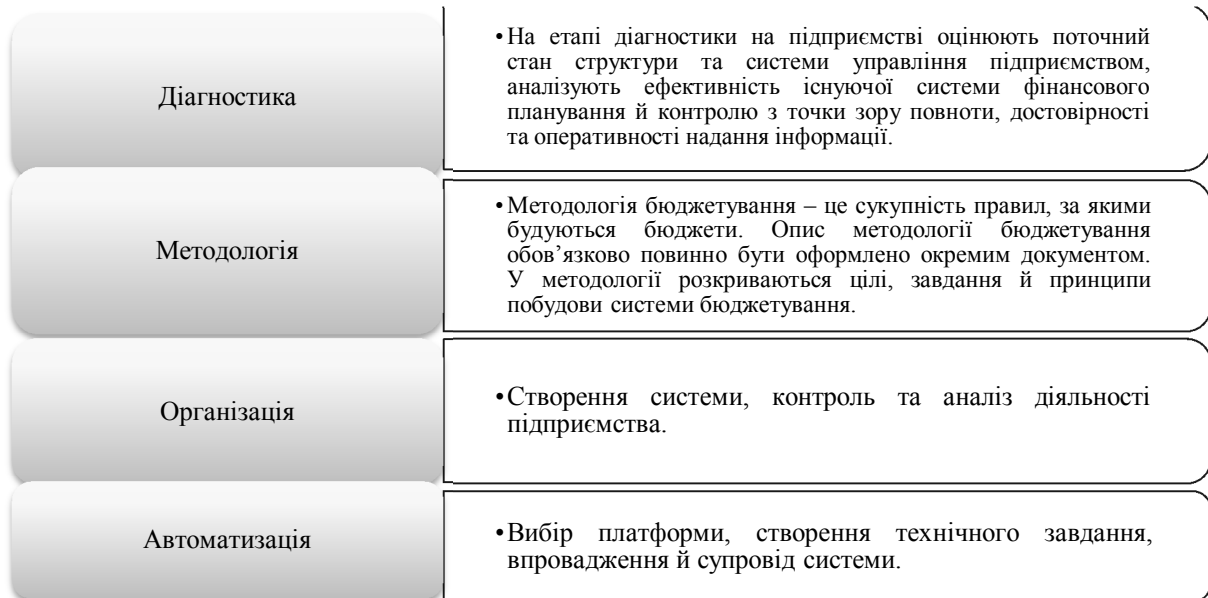 Діагностика
•На етапі діагностики на підприємстві оцінюють поточний
стан структури та системи управління підприємством,
аналізують ефективність існуючої системи фінансового
планування й контролю з точки зору повноти, достовірності
та оперативності надання інформації.
Методологія
•Методологія бюджетування – це сукупність правил, за якими
будуються бюджети. Опис методології бюджетування
обов’язково повинно бути оформлено окремим документом.
У методології розкриваються цілі, завдання й принципи
побудови системи бюджетування.
Організація
•Створення системи, контроль та аналіз діяльності
підприємства.
Автоматизація
•Вибір платформи, створення технічного завдання,
впровадження й супровід системи.